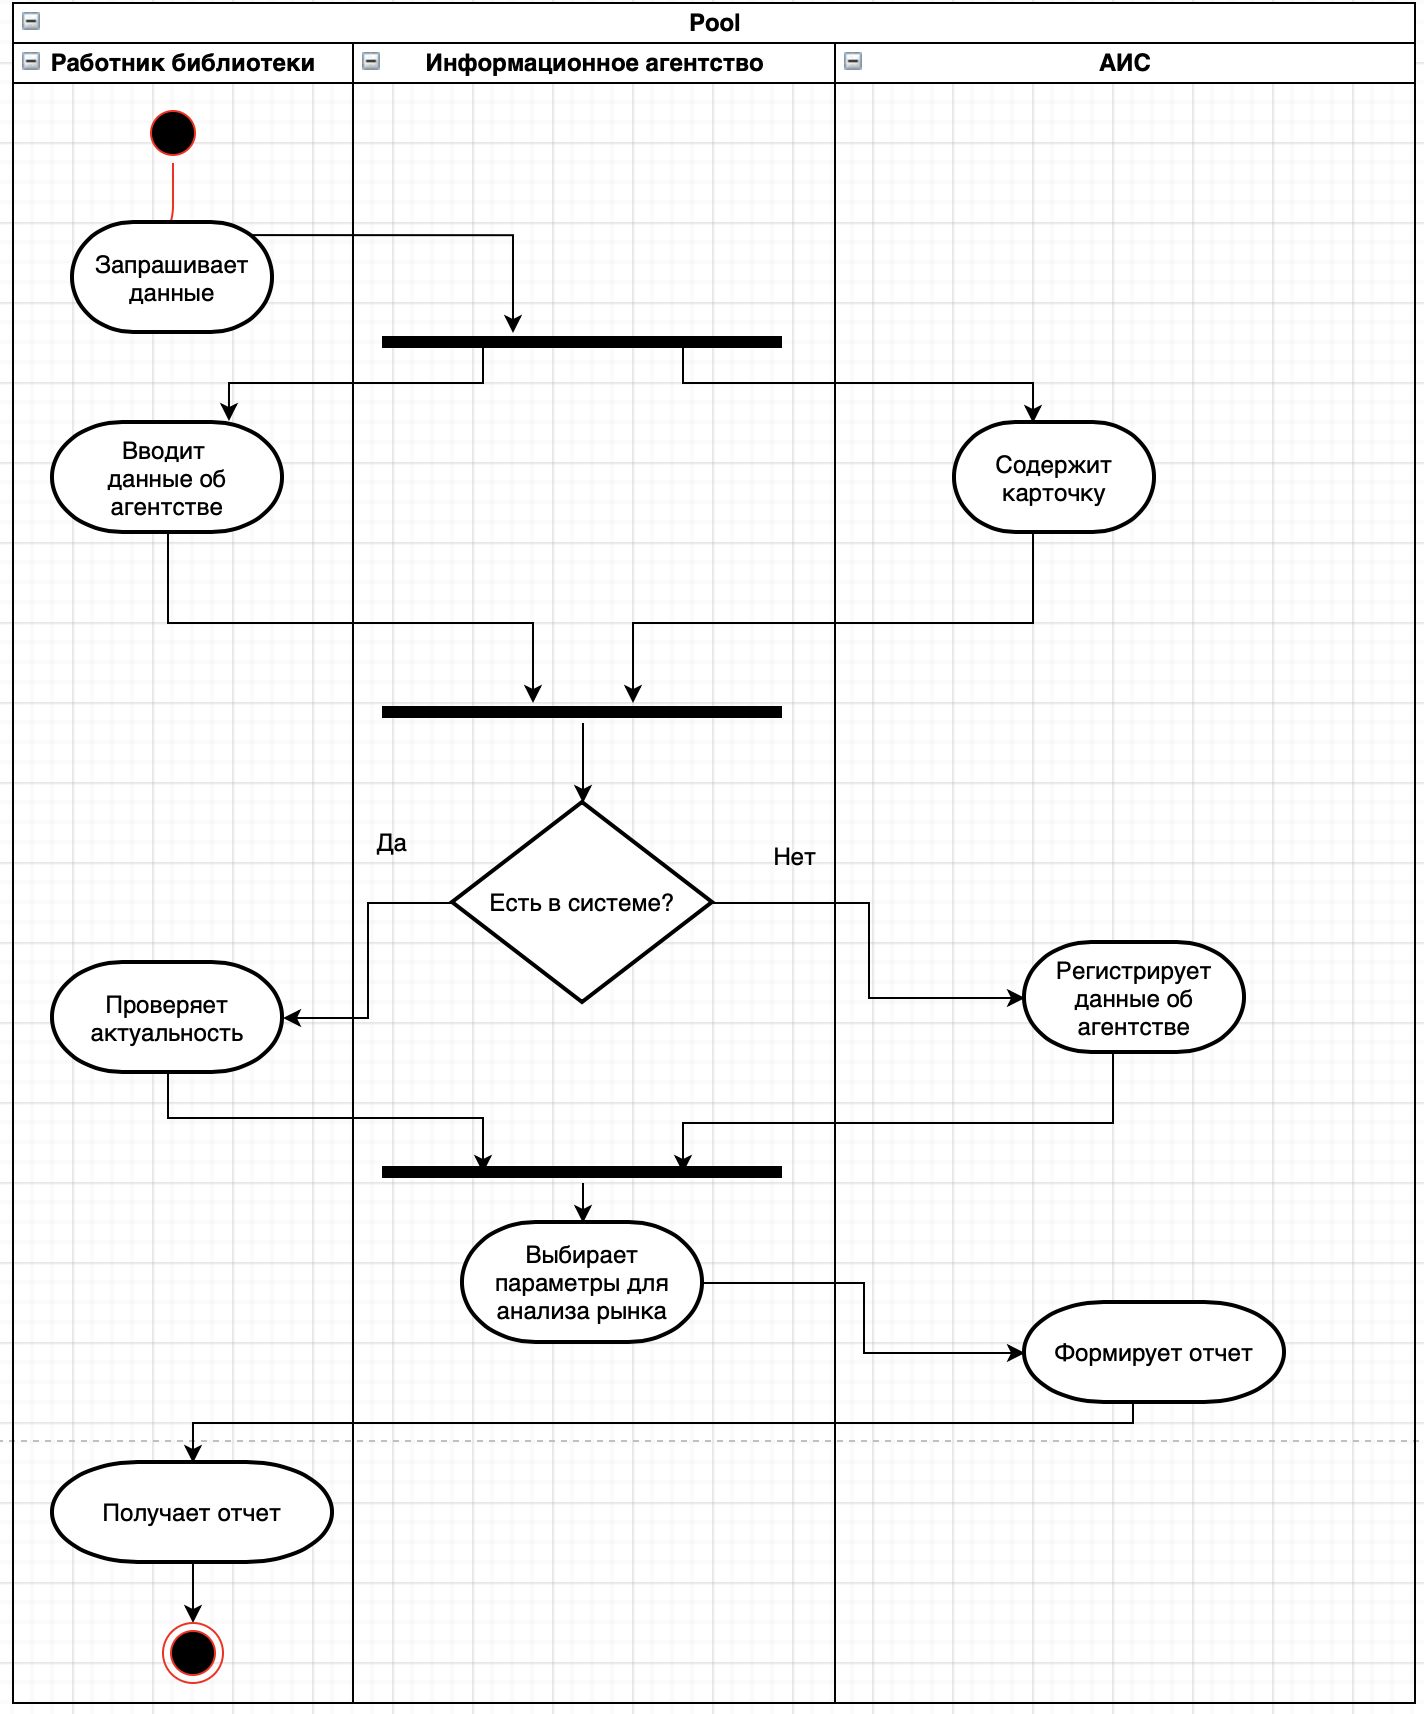 Pool
Работник библиотеки
Информационное агентство
АИС
Запрашивает
данные
Вводит
данные об
агентстве
Содержит
карточку
Да
Нет
Есть в системе?
Проверяет
актуальность
Регистрирует
данные об
агентстве
Выбирает
параметры для
анализа рынка
Формирует отчет
Получает отчет